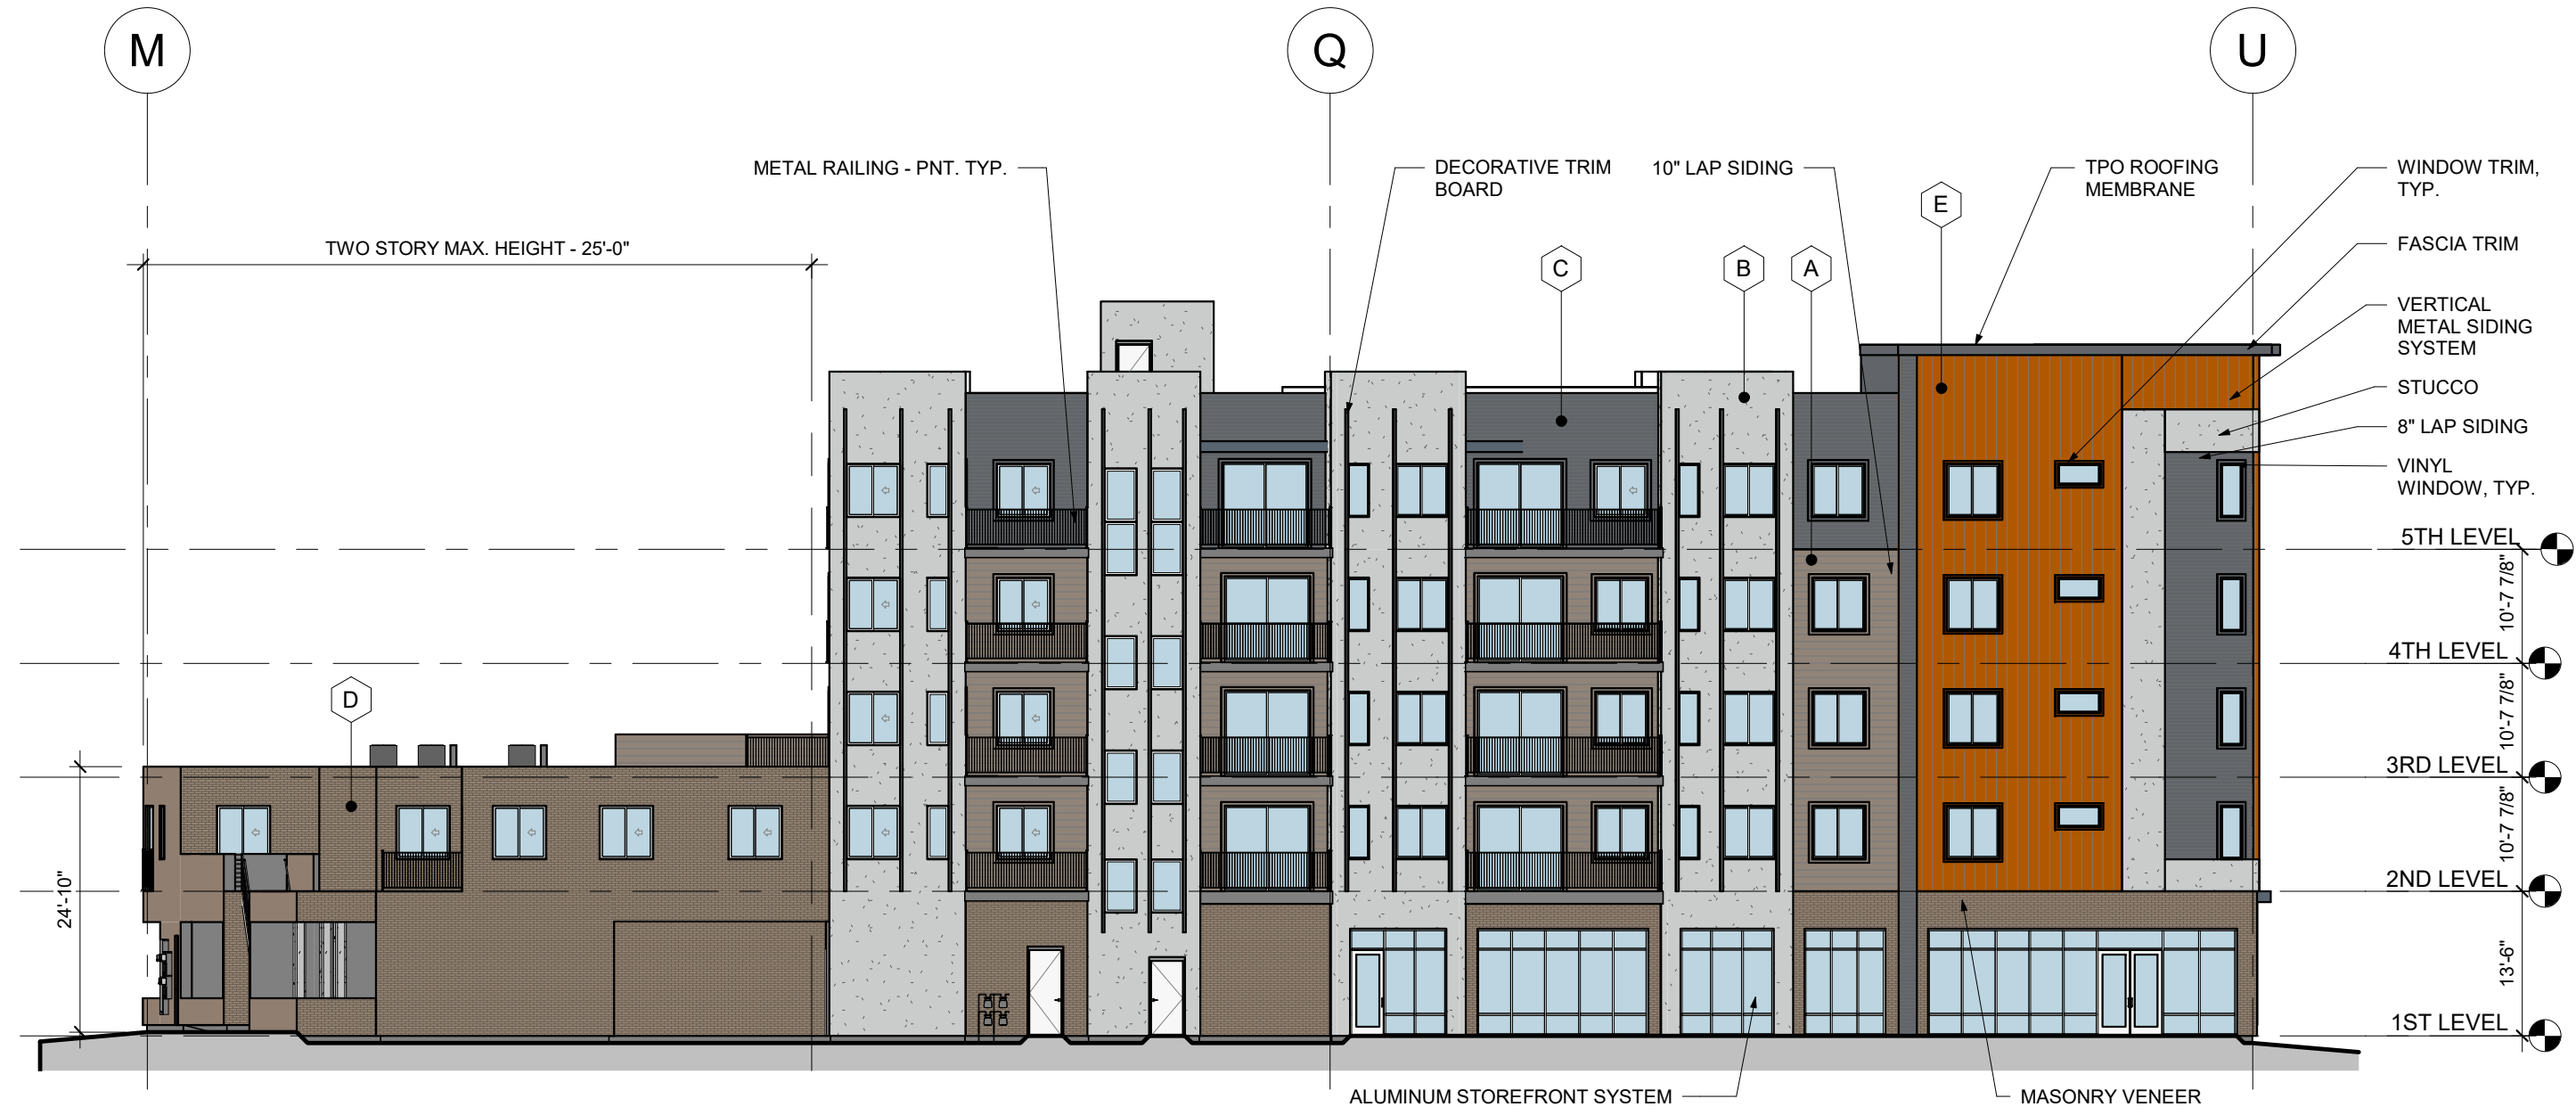 M
Q
U
METAL RAILING - PNT. TYP.
DECORATIVE TRIM
BOARD
10" LAP SIDING
TPO ROOFING
MEMBRANE
WINDOW TRIM,
TYP.
E
TWO STORY MAX. HEIGHT - 25'-0"
FASCIA TRIM
C
B
A
VERTICAL
METAL SIDING
SYSTEM
STUCCO
8" LAP SIDING
VINYL
WINDOW, TYP.
5TH LEVEL
10'-7 7/8"
4TH LEVEL
D
10'-7 7/8"
3RD LEVEL
10'-7 7/8"
2ND LEVEL
24'-10"
13'-6"
1ST LEVEL
ALUMINUM STOREFRONT SYSTEM
MASONRY VENEER